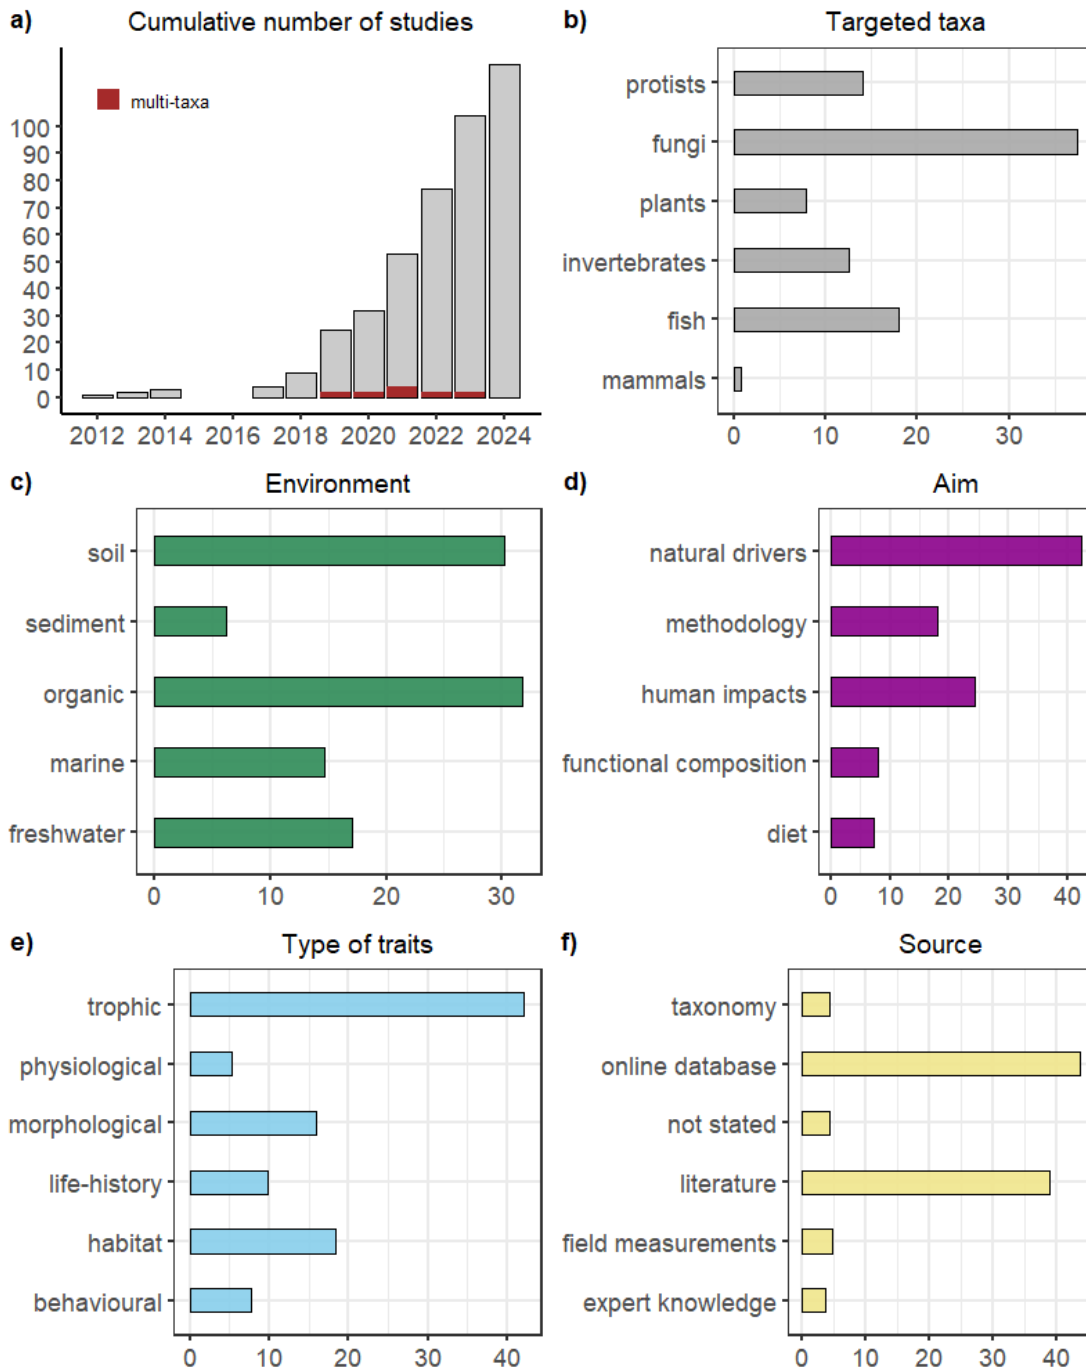 a) Cumulative number of studies
multi-taxa
100
90
80
70
60
50
40
30
20
10
0
2012 2014 2016 2018 2020 2022 2024
b) Targeted taxa
protists
fungi
plants
invertebrates
fish
mammals
0 10 20 30
c) Environment
soil
sediment
organic
marine
freshwater
0 10 20 30
d) Aim
natural drivers
methodology
human impacts
functional composition
diet
0 10 20 30 40
e) Type of traits
trophic
physiological
morphological
life-history
habitat
behavioural
0 10 20 30 40
f) Source
taxonomy
online database
not stated
literature
field measurements
expert knowledge
0 10 20 30 40